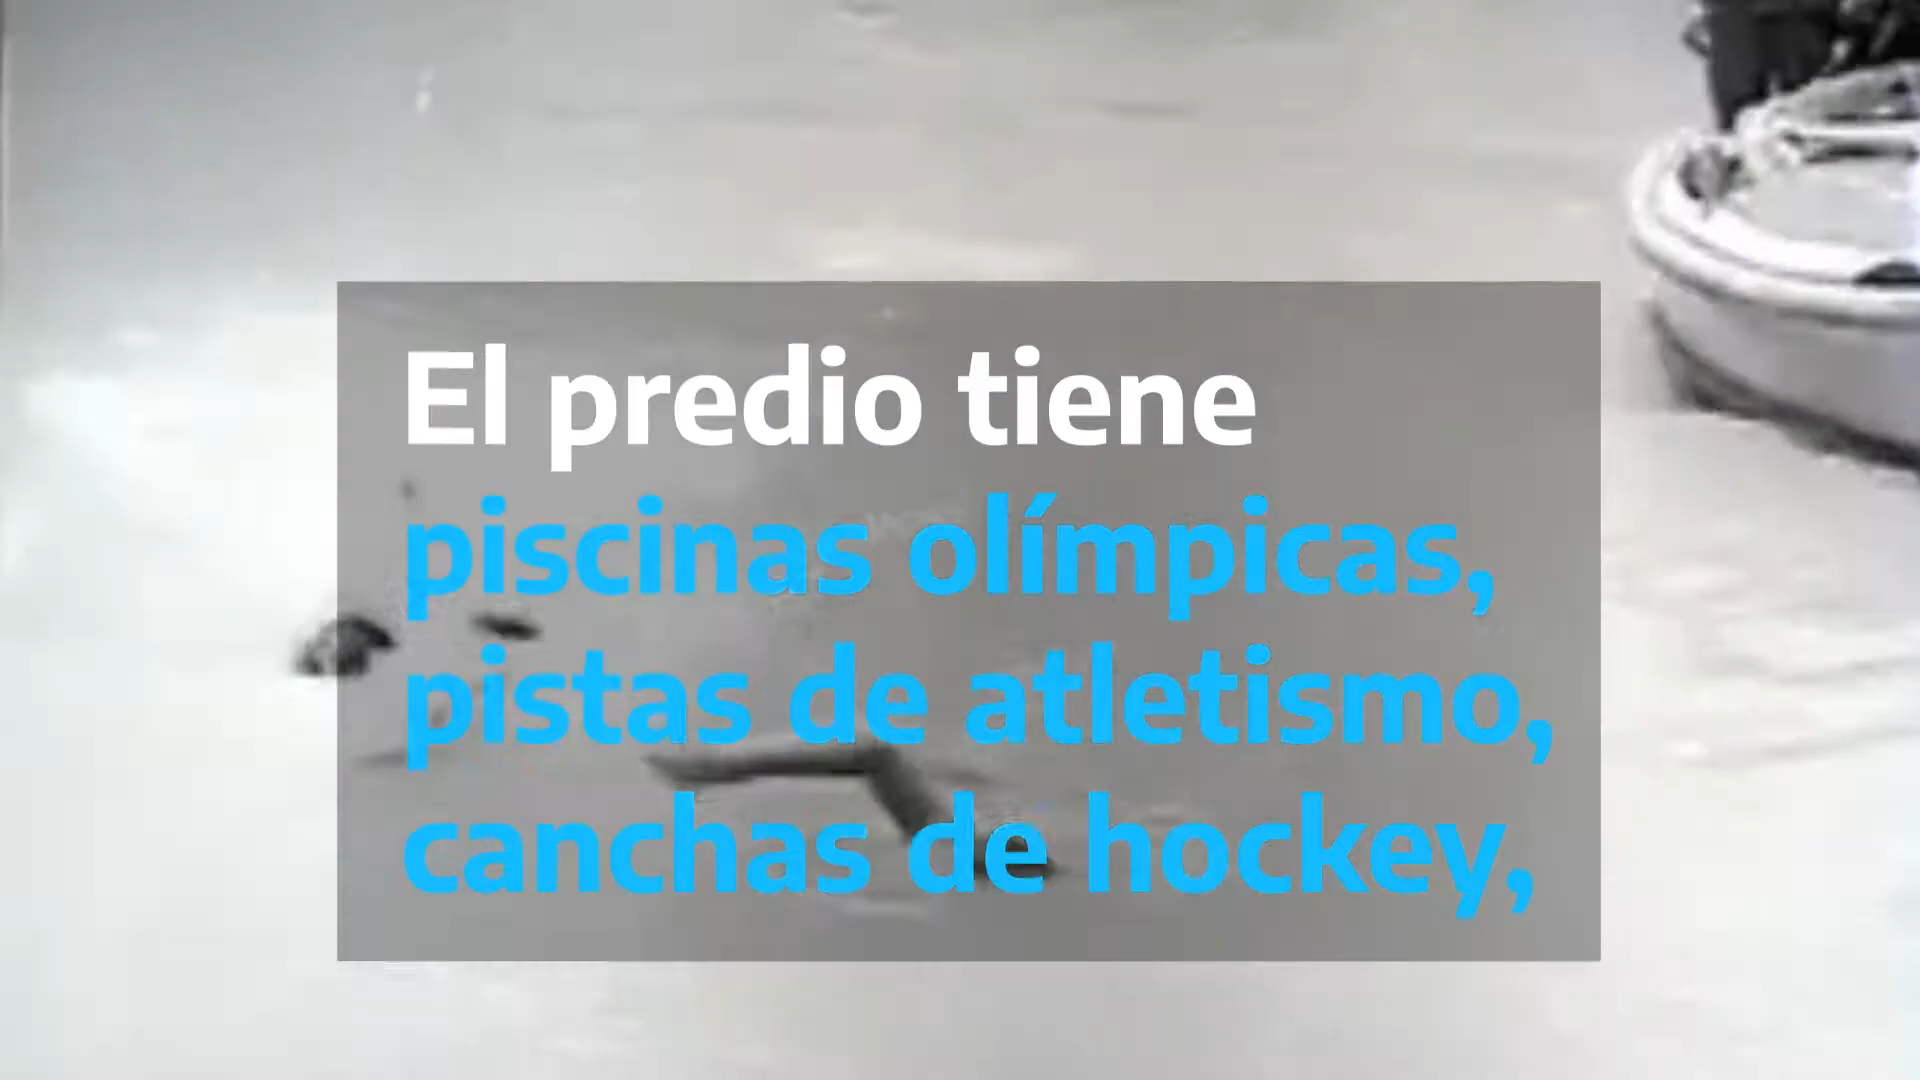 El predio tiene
piscinas olímpicas,
pistas de atletismo,
canchas de hockey,